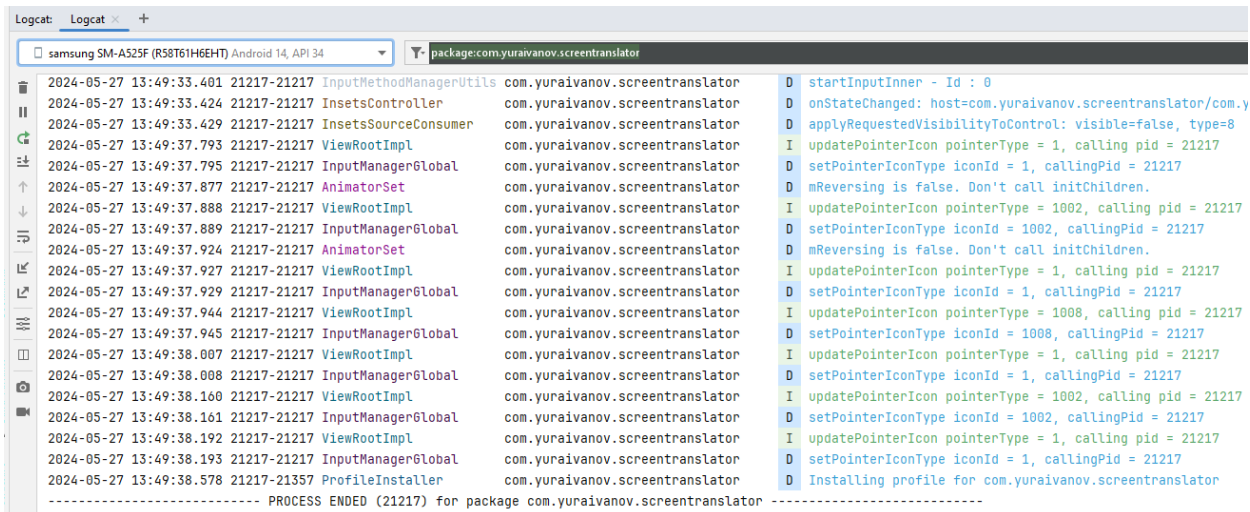 Logcat: Logcat × +
samsung SM-A525F (R58T61H6EHT) Android 14, API 34 package:com.yuraivanov.screentranslator
2024-05-27 13:49:33.401 21217-21217 InputMethodManagerUtils com.yuraivanov.screentranslator D startInputInner - Id : 0
2024-05-27 13:49:33.424 21217-21217 InsetsController com.yuraivanov.screentranslator D onStateChanged: host=com.yuraivanov.screentranslator/com.y
2024-05-27 13:49:33.429 21217-21217 InsetsSourceConsumer com.yuraivanov.screentranslator D applyRequestedVisibilityToControl: visible=false, type=8
2024-05-27 13:49:37.793 21217-21217 ViewRootImpl com.yuraivanov.screentranslator I updatePointerIcon pointerType = 1, calling pid = 21217
2024-05-27 13:49:37.795 21217-21217 InputManagerGlobal com.yuraivanov.screentranslator D setPointerIconType iconId = 1, callingPid = 21217
2024-05-27 13:49:37.877 21217-21217 AnimatorSet com.yuraivanov.screentranslator D mReversing is false. Don't call initChildren.
2024-05-27 13:49:37.888 21217-21217 ViewRootImpl com.yuraivanov.screentranslator I updatePointerIcon pointerType = 1002, calling pid = 21217
2024-05-27 13:49:37.889 21217-21217 InputManagerGlobal com.yuraivanov.screentranslator D setPointerIconType iconId = 1002, callingPid = 21217
2024-05-27 13:49:37.924 21217-21217 AnimatorSet com.yuraivanov.screentranslator D mReversing is false. Don't call initChildren.
2024-05-27 13:49:37.927 21217-21217 ViewRootImpl com.yuraivanov.screentranslator I updatePointerIcon pointerType = 1, calling pid = 21217
2024-05-27 13:49:37.929 21217-21217 InputManagerGlobal com.yuraivanov.screentranslator D setPointerIconType iconId = 1, callingPid = 21217
2024-05-27 13:49:37.944 21217-21217 ViewRootImpl com.yuraivanov.screentranslator I updatePointerIcon pointerType = 1008, calling pid = 21217
2024-05-27 13:49:37.945 21217-21217 InputManagerGlobal com.yuraivanov.screentranslator D setPointerIconType iconId = 1008, callingPid = 21217
2024-05-27 13:49:38.007 21217-21217 ViewRootImpl com.yuraivanov.screentranslator I updatePointerIcon pointerType = 1, calling pid = 21217
2024-05-27 13:49:38.008 21217-21217 InputManagerGlobal com.yuraivanov.screentranslator D setPointerIconType iconId = 1, callingPid = 21217
2024-05-27 13:49:38.160 21217-21217 ViewRootImpl com.yuraivanov.screentranslator I updatePointerIcon pointerType = 1002, calling pid = 21217
2024-05-27 13:49:38.161 21217-21217 InputManagerGlobal com.yuraivanov.screentranslator D setPointerIconType iconId = 1002, callingPid = 21217
2024-05-27 13:49:38.192 21217-21217 ViewRootImpl com.yuraivanov.screentranslator I updatePointerIcon pointerType = 1, calling pid = 21217
2024-05-27 13:49:38.193 21217-21217 InputManagerGlobal com.yuraivanov.screentranslator D setPointerIconType iconId = 1, callingPid = 21217
2024-05-27 13:49:38.578 21217-21357 ProfileInstaller com.yuraivanov.screentranslator D Installing profile for com.yuraivanov.screentranslator
---------------------------- PROCESS ENDED (21217) for package com.yuraivanov.screentranslator ----------------------------